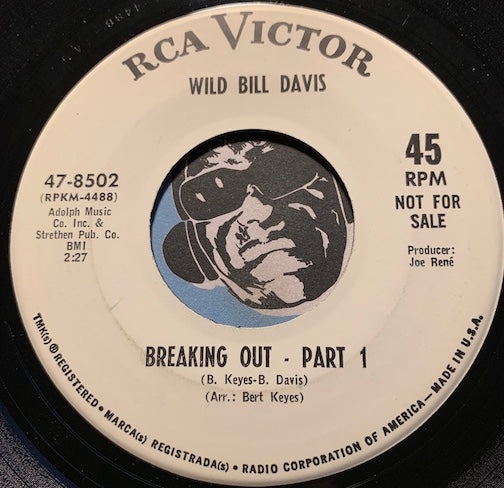 RCA VICTOR
WILD BILL DAVIS
47-8502
(RPKM-4488)
Adolph Music
Co. Inc. &
Strethen Pub. Co.
BMI
2:27
45
RPM
NOT FOR
SALE
Producer:
Joe René
BREAKING OUT - PART 1
(B. Keyes-B. Davis)
(Arr.: Bert Keyes)
TMK(s) ® REGISTERED • MARCA(s) REGISTRADA(s) • RADIO CORPORATION OF AMERICA—MADE IN U.S.A.